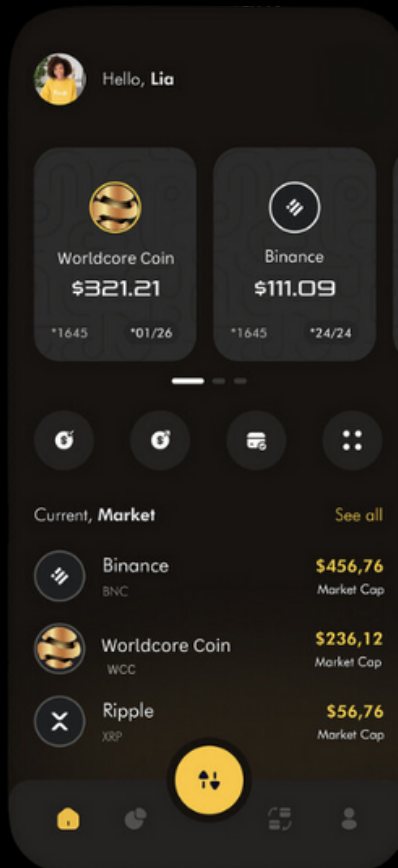 Hello, Lia
Worldcore Coin
$321.21
*1645 *01/26
Binance
$111.09
*1645 *24/24
Current, Market See all
Binance $456,76
BNC Market Cap
Worldcore Coin $236,12
WCC Market Cap
Ripple $56,76
XRP Market Cap